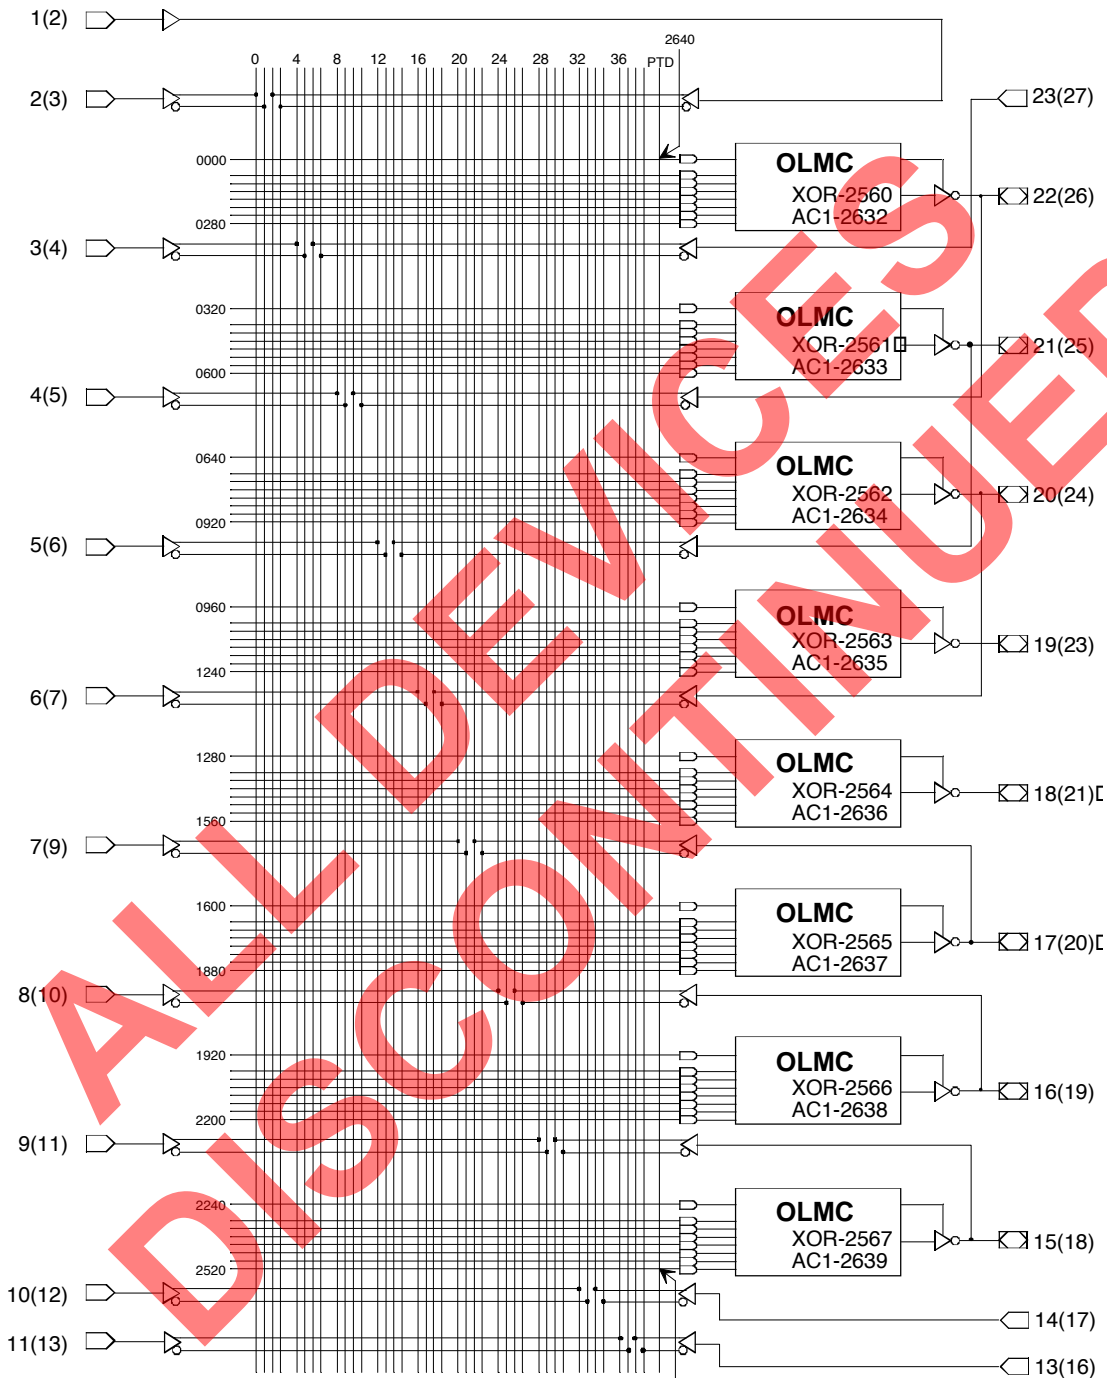 1(2)
2640
0 4 8 12 16 20 24 28 32 36 PTD
2(3)
23(27)
0000
OLMC
XOR-2560
AC1-2632
22(26)
0280
3(4)
0320
OLMC
XOR-2561
AC1-2633
21(25)
0600
4(5)
0640
OLMC
XOR-2562
AC1-2634
20(24)
0920
5(6)
0960
OLMC
XOR-2563
AC1-2635
19(23)
1240
6(7)
1280
OLMC
XOR-2564
AC1-2636
18(21)
1560
7(9)
1600
OLMC
XOR-2565
AC1-2637
17(20)
1880
8(10)
1920
OLMC
XOR-2566
AC1-2638
16(19)
2200
9(11)
2240
OLMC
XOR-2567
AC1-2639
15(18)
2520
10(12)
14(17)
11(13)
13(16)
ALL DEVICES
DISCONTINUED